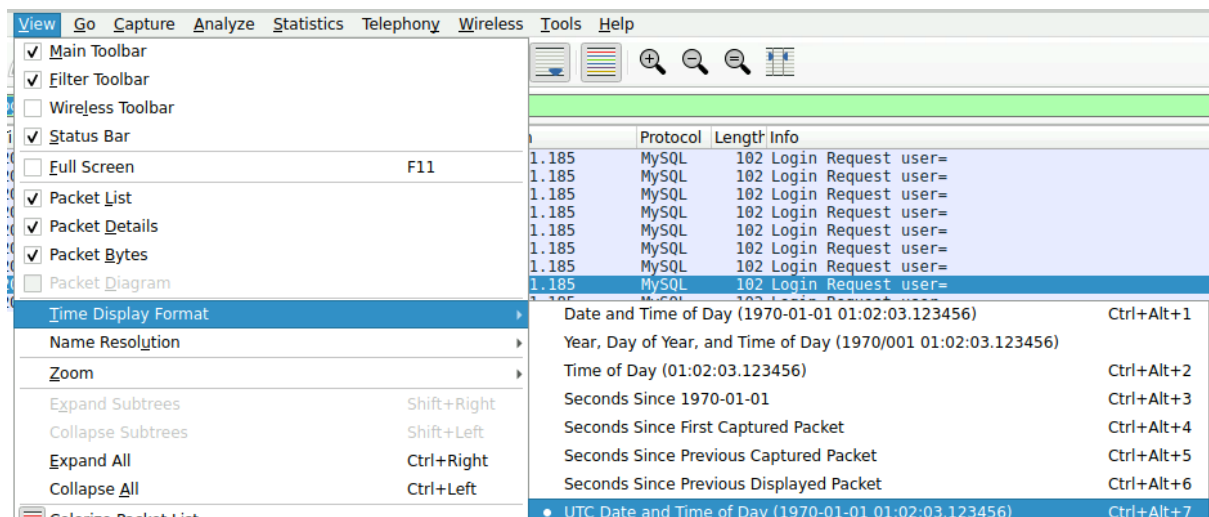 View Go Capture Analyze Statistics Telephony Wireless Tools Help
Main Toolbar
Filter Toolbar
Wireless Toolbar
Status Bar
Protocol Length Info
Full Screen F11
1.185 MySQL 102 Login Request user=
1.185 MySQL 102 Login Request user=
1.185 MySQL 102 Login Request user=
1.185 MySQL 102 Login Request user=
1.185 MySQL 102 Login Request user=
1.185 MySQL 102 Login Request user=
1.185 MySQL 102 Login Request user=
1.185 MySQL 102 Login Request user=
Packet List
Packet Details
Packet Bytes
Packet Diagram
Time Display Format
Name Resolution
Zoom
Expand Subtrees Shift+Right
Collapse Subtrees Shift+Left
Expand All Ctrl+Right
Collapse All Ctrl+Left
Colorize Packet List
Date and Time of Day (1970-01-01 01:02:03.123456) Ctrl+Alt+1
Year, Day of Year, and Time of Day (1970/001 01:02:03.123456)
Time of Day (01:02:03.123456) Ctrl+Alt+2
Seconds Since 1970-01-01 Ctrl+Alt+3
Seconds Since First Captured Packet Ctrl+Alt+4
Seconds Since Previous Captured Packet Ctrl+Alt+5
Seconds Since Previous Displayed Packet Ctrl+Alt+6
UTC Date and Time of Day (1970-01-01 01:02:03.123456) Ctrl+Alt+7